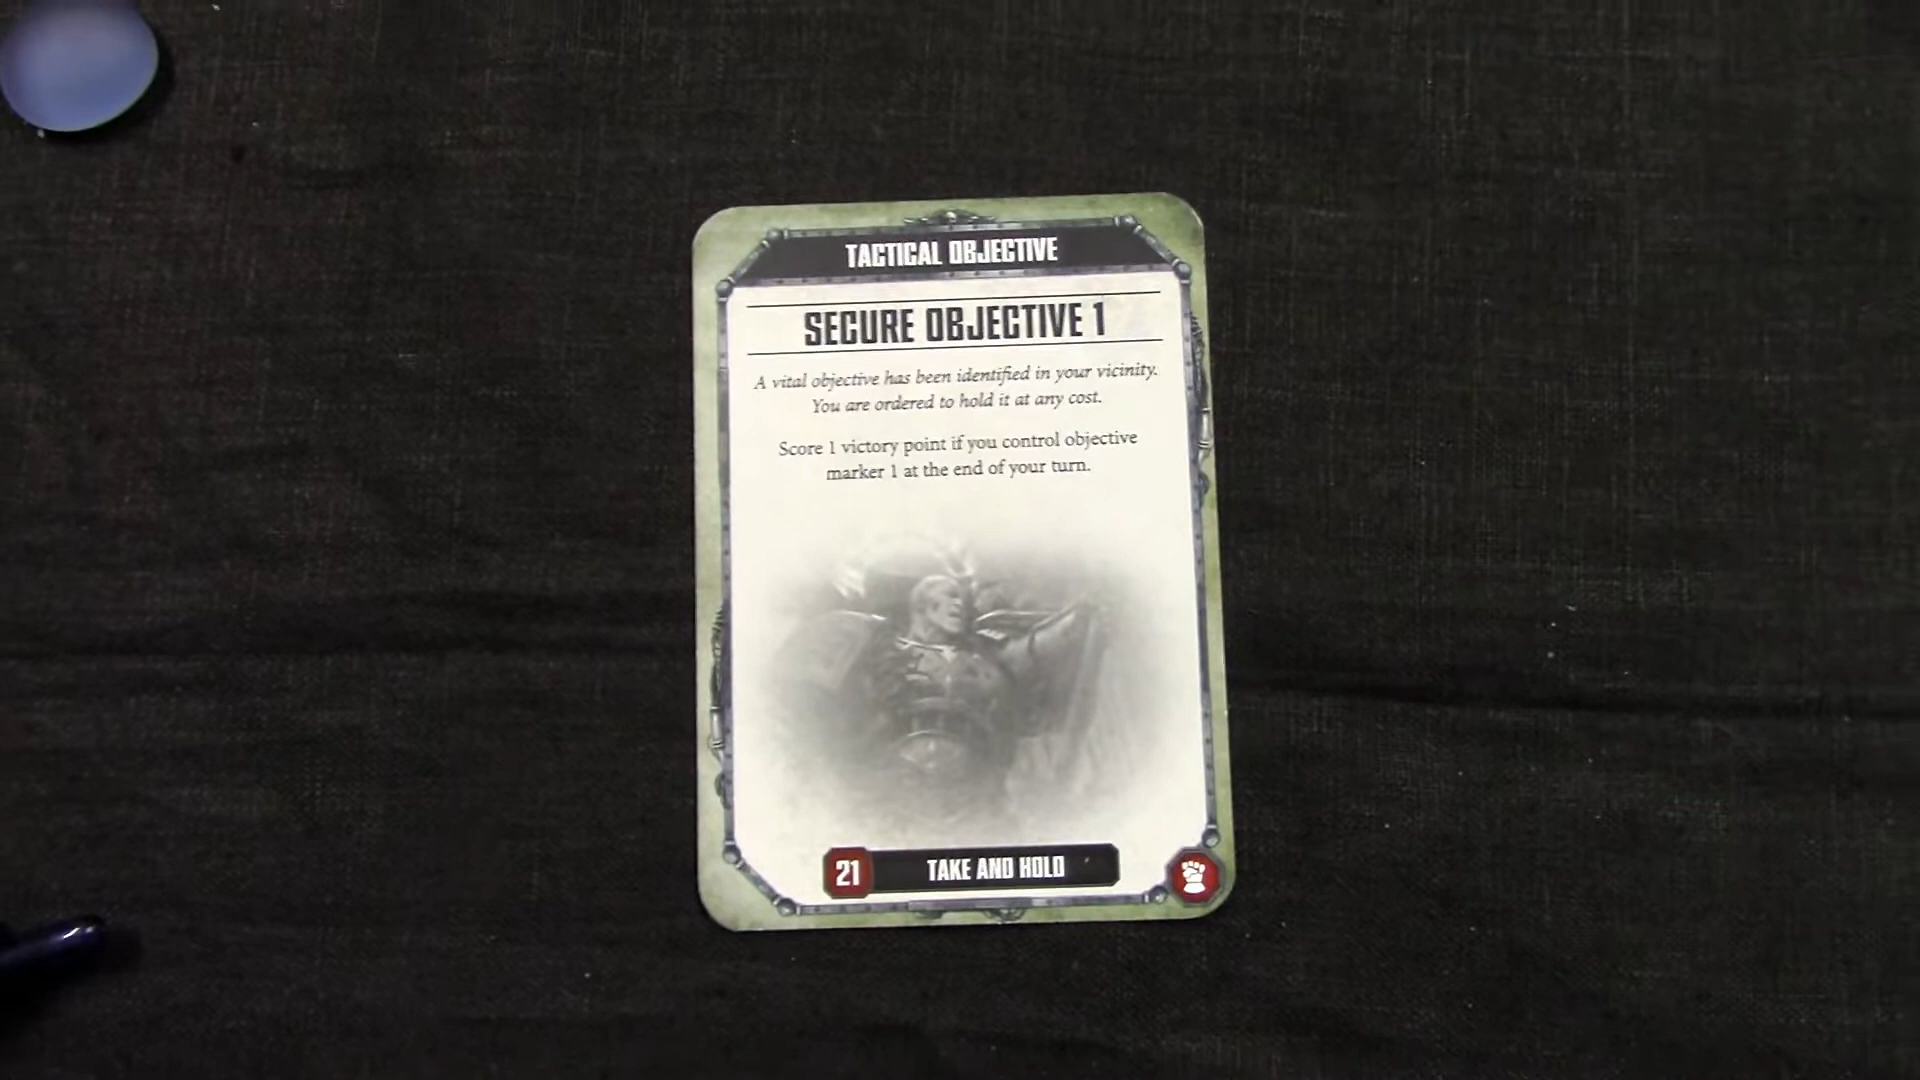 TACTICAL OBJECTIVE
SECURE OBJECTIVE 1
A vital objective has been identified in your vicinity.
You are ordered to hold it at any cost.
Score 1 victory point if you control objective
marker 1 at the end of your turn.
21 TAKE AND HOLD